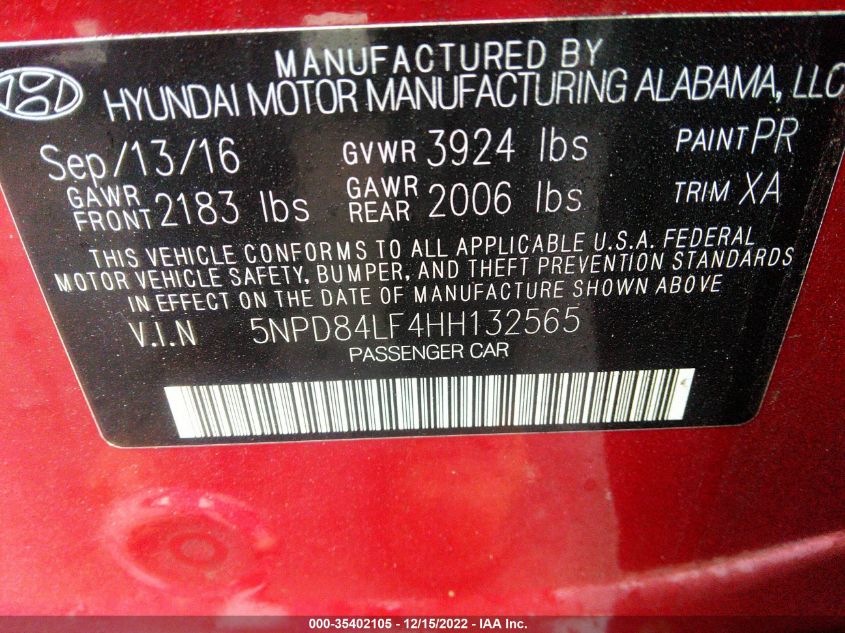 MANUFACTURED BY
HYUNDAI MOTOR MANUFACTURING ALABAMA, LLC
Sep/13/16 GVWR 3924 lbs PAINT PR
GAWR FRONT 2183 lbs GAWR REAR 2006 lbs TRIM XA
THIS VEHICLE CONFORMS TO ALL APPLICABLE U.S.A. FEDERAL
MOTOR VEHICLE SAFETY, BUMPER, AND THEFT PREVENTION STANDARDS
IN EFFECT ON THE DATE OF MANUFACTURE SHOWN ABOVE
V.I.N 5NPD84LF4HH132565
PASSENGER CAR
000-35402105 - 12/15/2022 - IAA Inc.